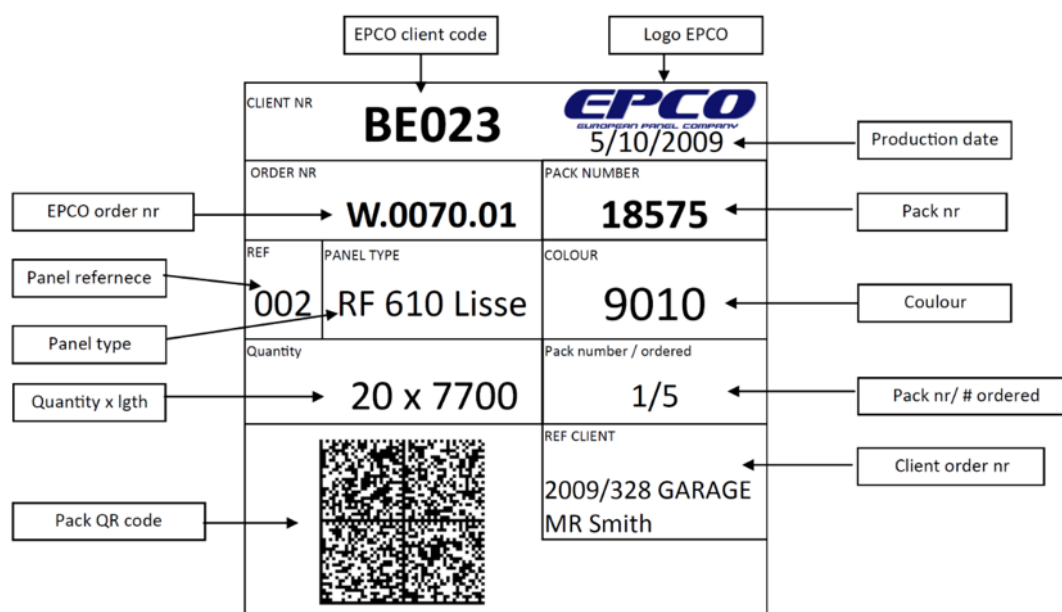 EPCO client code
Logo EPCO
CLIENT NR
BE023
EPCO
EUROPEAN PANEL COMPANY
5/10/2009
Production date
ORDER NR
W.0070.01
PACK NUMBER
18575
EPCO order nr
Pack nr
REF
002
PANEL TYPE
RF 610 Lisse
COLOUR
9010
Panel refernece
Panel type
Coulour
Quantity
20 x 7700
Pack number / ordered
1/5
Quantity x lgth
Pack nr/ # ordered
REF CLIENT
2009/328 GARAGE
MR Smith
Client order nr
Pack QR code